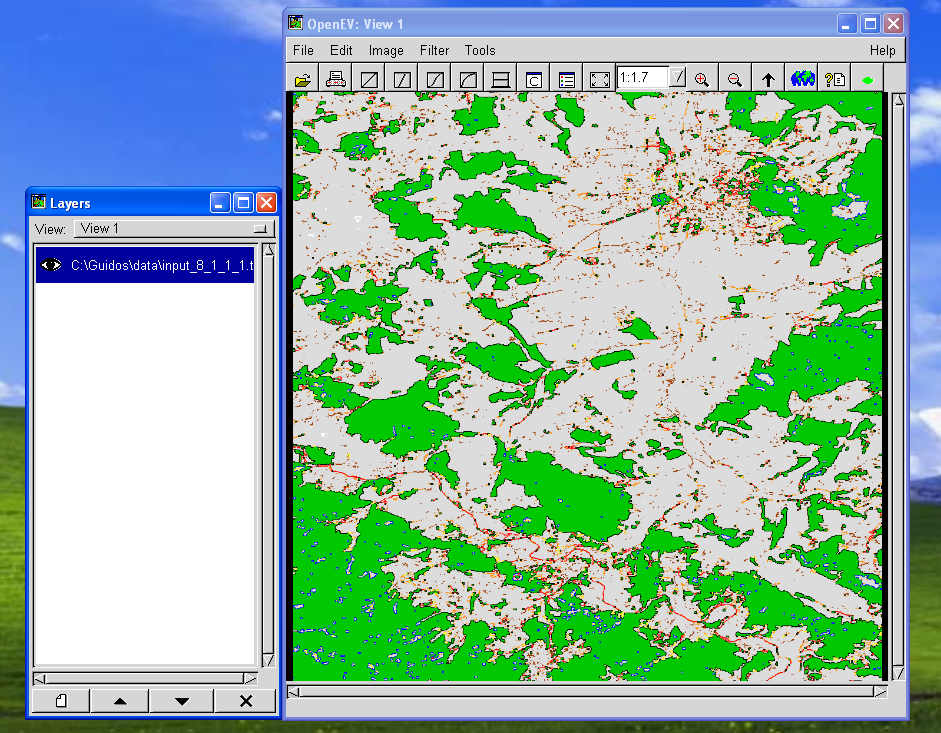 OpenEV: View 1
File Edit Image Filter Tools Help
C 1:1.7 ?
Layers
View: View 1
C:\Guidos\data\input_8_1_1_1.t